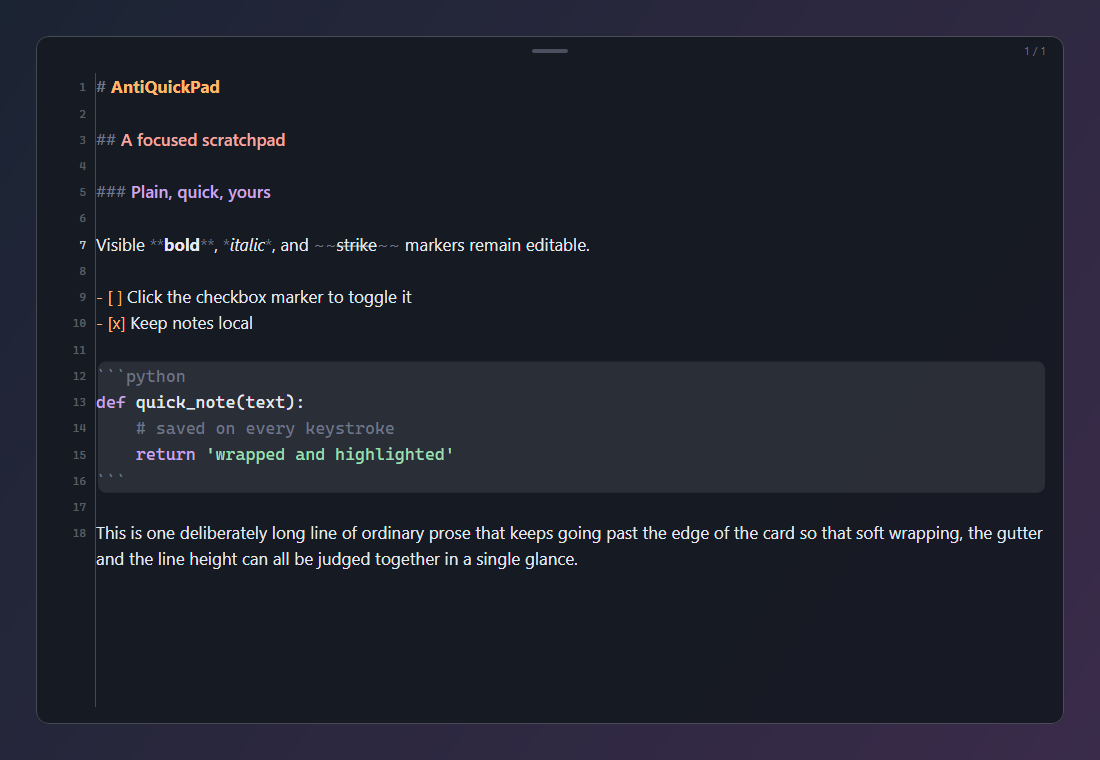 1 / 1
1 # AntiQuickPad
2
3 ## A focused scratchpad
4
5 ### Plain, quick, yours
6
7 Visible **bold**, *italic*, and ~~strike~~ markers remain editable.
8
9 - [ ] Click the checkbox marker to toggle it
10 - [x] Keep notes local
11
12 ```python
13 def quick_note(text):
14     # saved on every keystroke
15     return 'wrapped and highlighted'
16 ```
17
18 This is one deliberately long line of ordinary prose that keeps going past the edge of the card so that soft wrapping, the gutter
and the line height can all be judged together in a single glance.